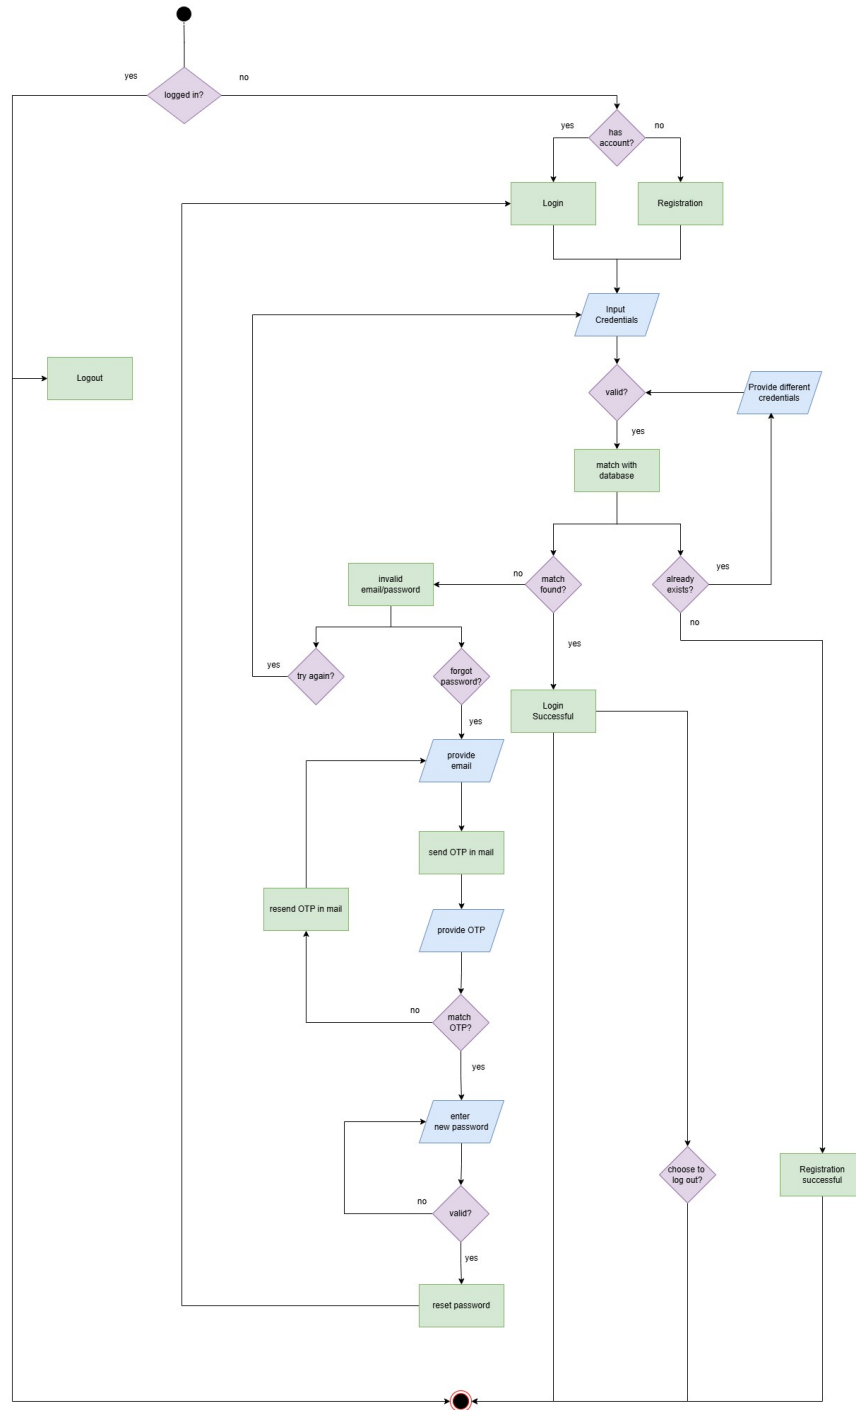 yes
no
logged in?
yes
no
has
account?
Login
Registration
Input
Credentials
Logout
valid?
Provide different
credentials
yes
match with
database
no
match
found?
already
exists?
yes
invalid
email/password
no
yes
yes
try again?
forgot
password?
Login
Successful
yes
provide
email
send OTP in mail
resend OTP in mail
provide OTP
no
match
OTP?
yes
enter
new password
choose to
log out?
Registration
successful
no
valid?
yes
reset password